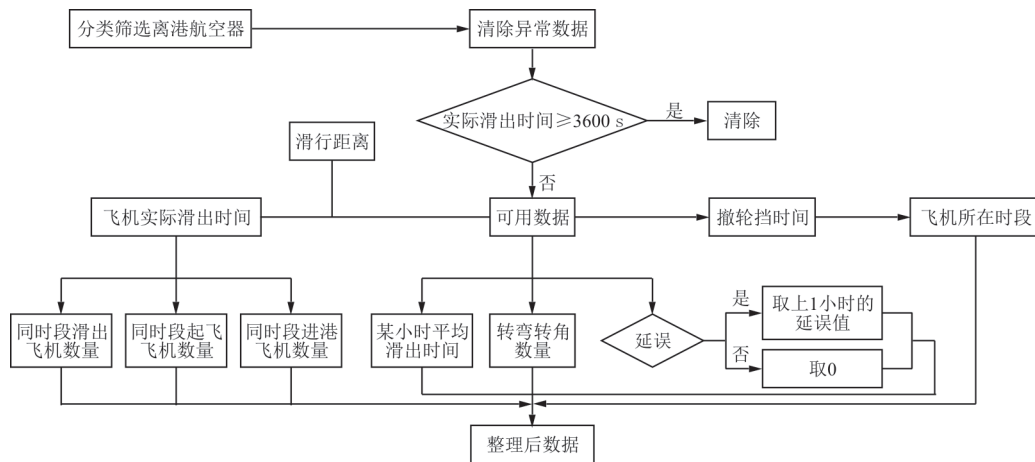 分类筛选离港航空器
清除异常数据
实际滑出时间≥3600 s
是
清除
滑行距离
否
飞机实际滑出时间
可用数据
撤轮挡时间
飞机所在时段
同时段滑出
飞机数量
同时段起飞
飞机数量
同时段进港
飞机数量
某小时平均
滑出时间
转弯转角
数量
延误
是
取上1小时的
延误值
否
取0
整理后数据